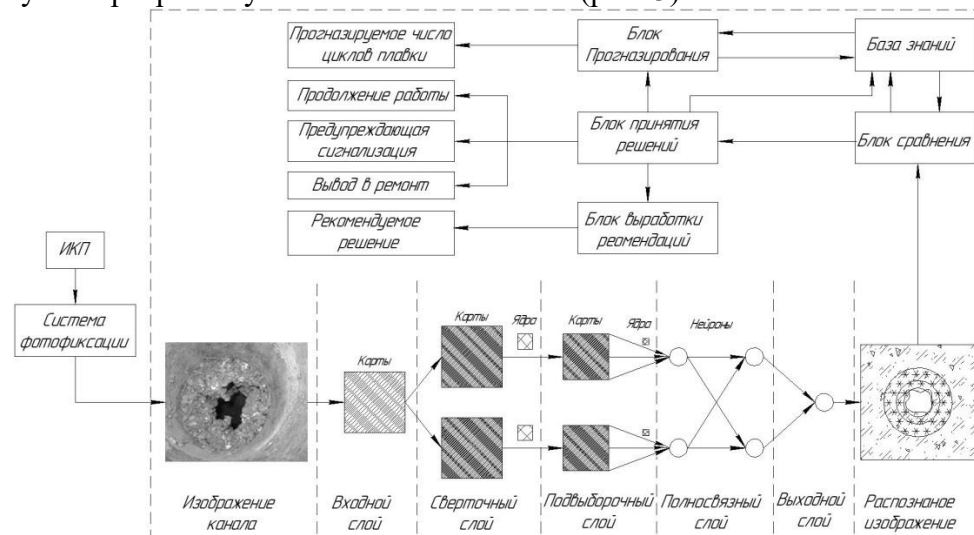 Прогназируемое число
циклов плавки
Блок
Прогназирования
База знаний
Продолжение работы
Предупреждающая
сигнализация
Блок принятия
решений
Блок сравнения
Вывод в ремонт
Рекомендуемое
решение
Блок выработки
реомендаций
ИКП
Система
фотофиксации
Карты
Карты
Ядра
Карты
Ядра
Нейроны
Изображение
канала
Входной
слой
Сверточный
слой
Подвыборочный
слой
Полносвязный
слой
Выходной
слой
Распознаное
изображение